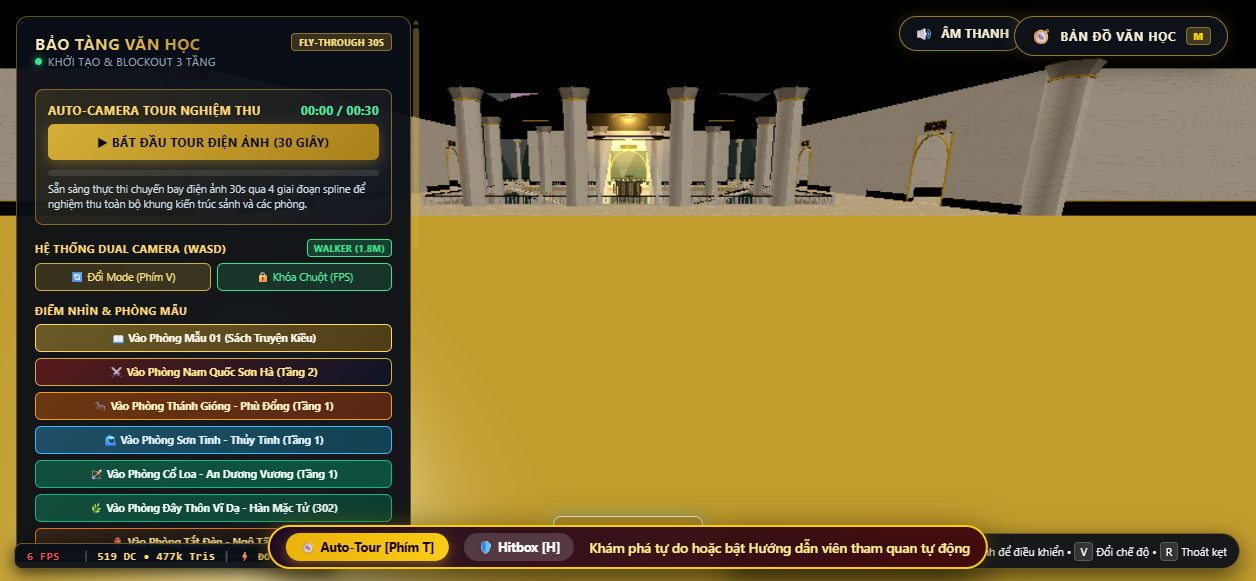 BẢO TÀNG VĂN HỌC
FLY-THROUGH 30S
KHỞI TẠO & BLOCKOUT 3 TẦNG
AUTO-CAMERA TOUR NGHIỆM THU
00:00 / 00:30
▶ BẮT ĐẦU TOUR ĐIỆN ẢNH (30 GIÂY)
Sẵn sàng thực thi chuyến bay điện ảnh 30s qua 4 giai đoạn spline để
nghiệm thu toàn bộ khung kiến trúc sảnh và các phòng.
HỆ THỐNG DUAL CAMERA (WASD)
WALKER (1.8M)
Đổi Mode (Phím V)
Khóa Chuột (FPS)
ĐIỂM NHÌN & PHÒNG MẪU
Vào Phòng Mẫu 01 (Sách Truyện Kiều)
Vào Phòng Nam Quốc Sơn Hà (Tầng 2)
Vào Phòng Thánh Gióng - Phù Đổng (Tầng 1)
Vào Phòng Sơn Tinh - Thủy Tinh (Tầng 1)
Vào Phòng Cổ Loa - An Dương Vương (Tầng 1)
Vào Phòng Đây Thôn Vĩ Dạ - Hàn Mặc Tử (302)
Vào Phòng Tắt Đèn - Ngô Tấ
6 FPS | 519 DC • 477k Tris |
ÂM THANH
BẢN ĐỒ VĂN HỌC M
Auto-Tour [Phím T]
Hitbox [H]
Khám phá tự do hoặc bật Hướng dẫn viên tham quan tự động
để điều khiển • V Đổi chế độ • R Thoát kẹt